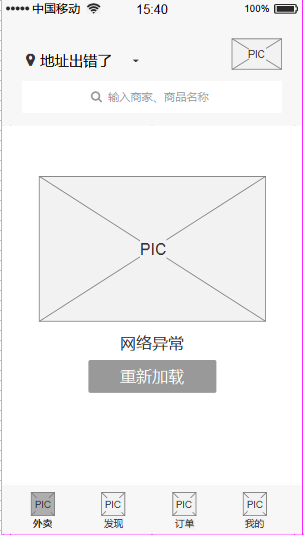 中国移动 15:40 100%
地址出错了
PIC
输入商家、商品名称
PIC
网络异常
重新加载
PIC PIC PIC PIC
外卖 发现 订单 我的